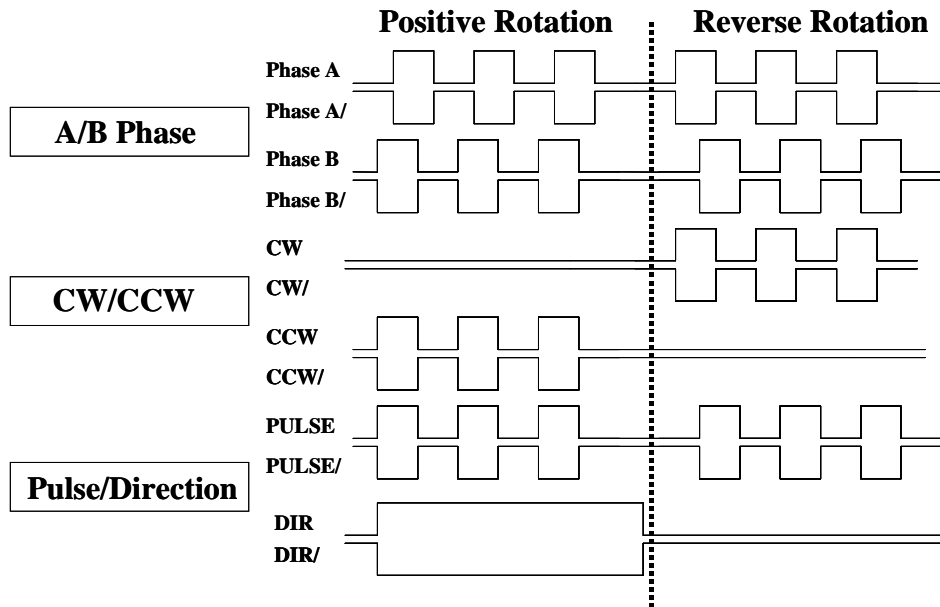 Positive Rotation
Reverse Rotation
A/B Phase
Phase A
Phase A/
Phase B
Phase B/
CW/CCW
CW
CW/
CCW
CCW/
Pulse/Direction
PULSE
PULSE/
DIR
DIR/